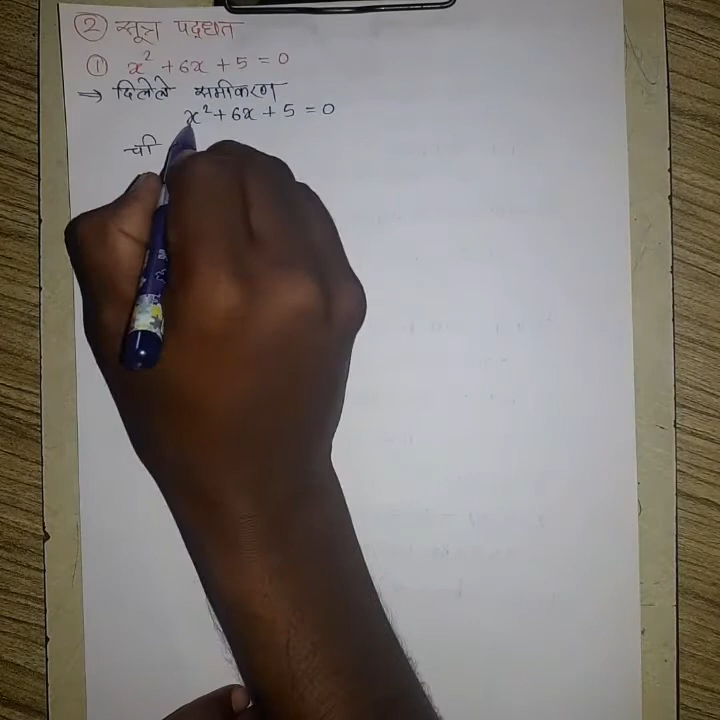 ② सूत्र पद्धत
① x² + 6x + 5 = 0
⇒ दिलेले समीकरण
x² + 6x + 5 = 0
ची